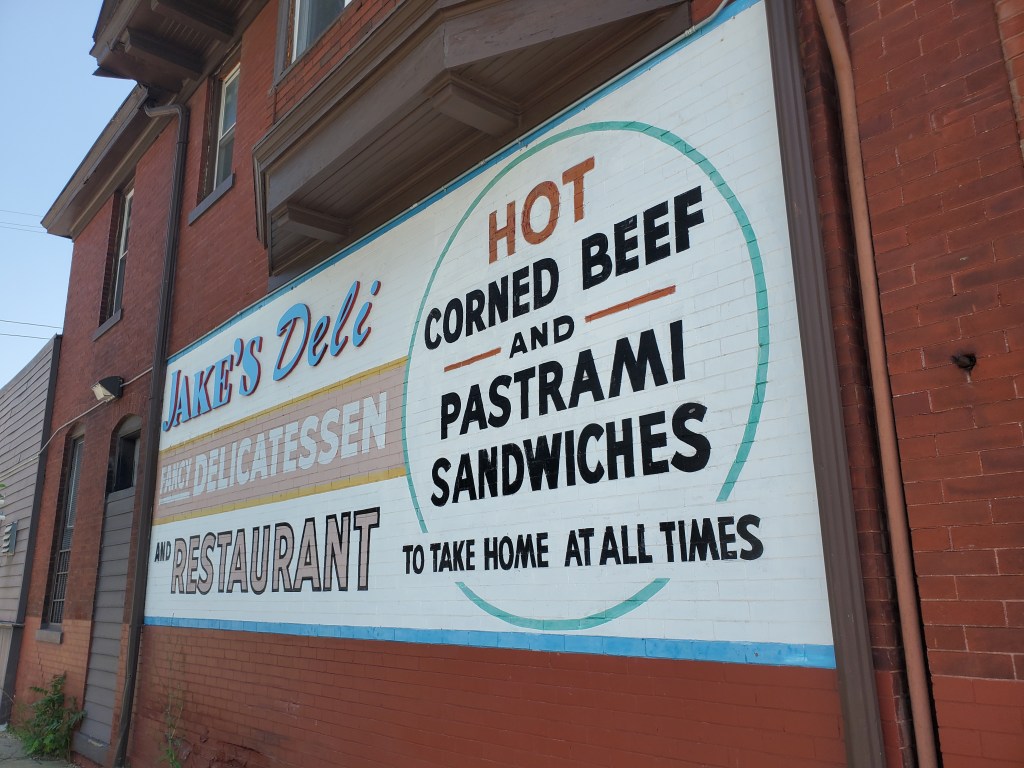 JAKE'S Deli
FANCY DELICATESSEN
AND RESTAURANT
HOT
CORNED BEEF
AND
PASTRAMI
SANDWICHES
TO TAKE HOME AT ALL TIMES